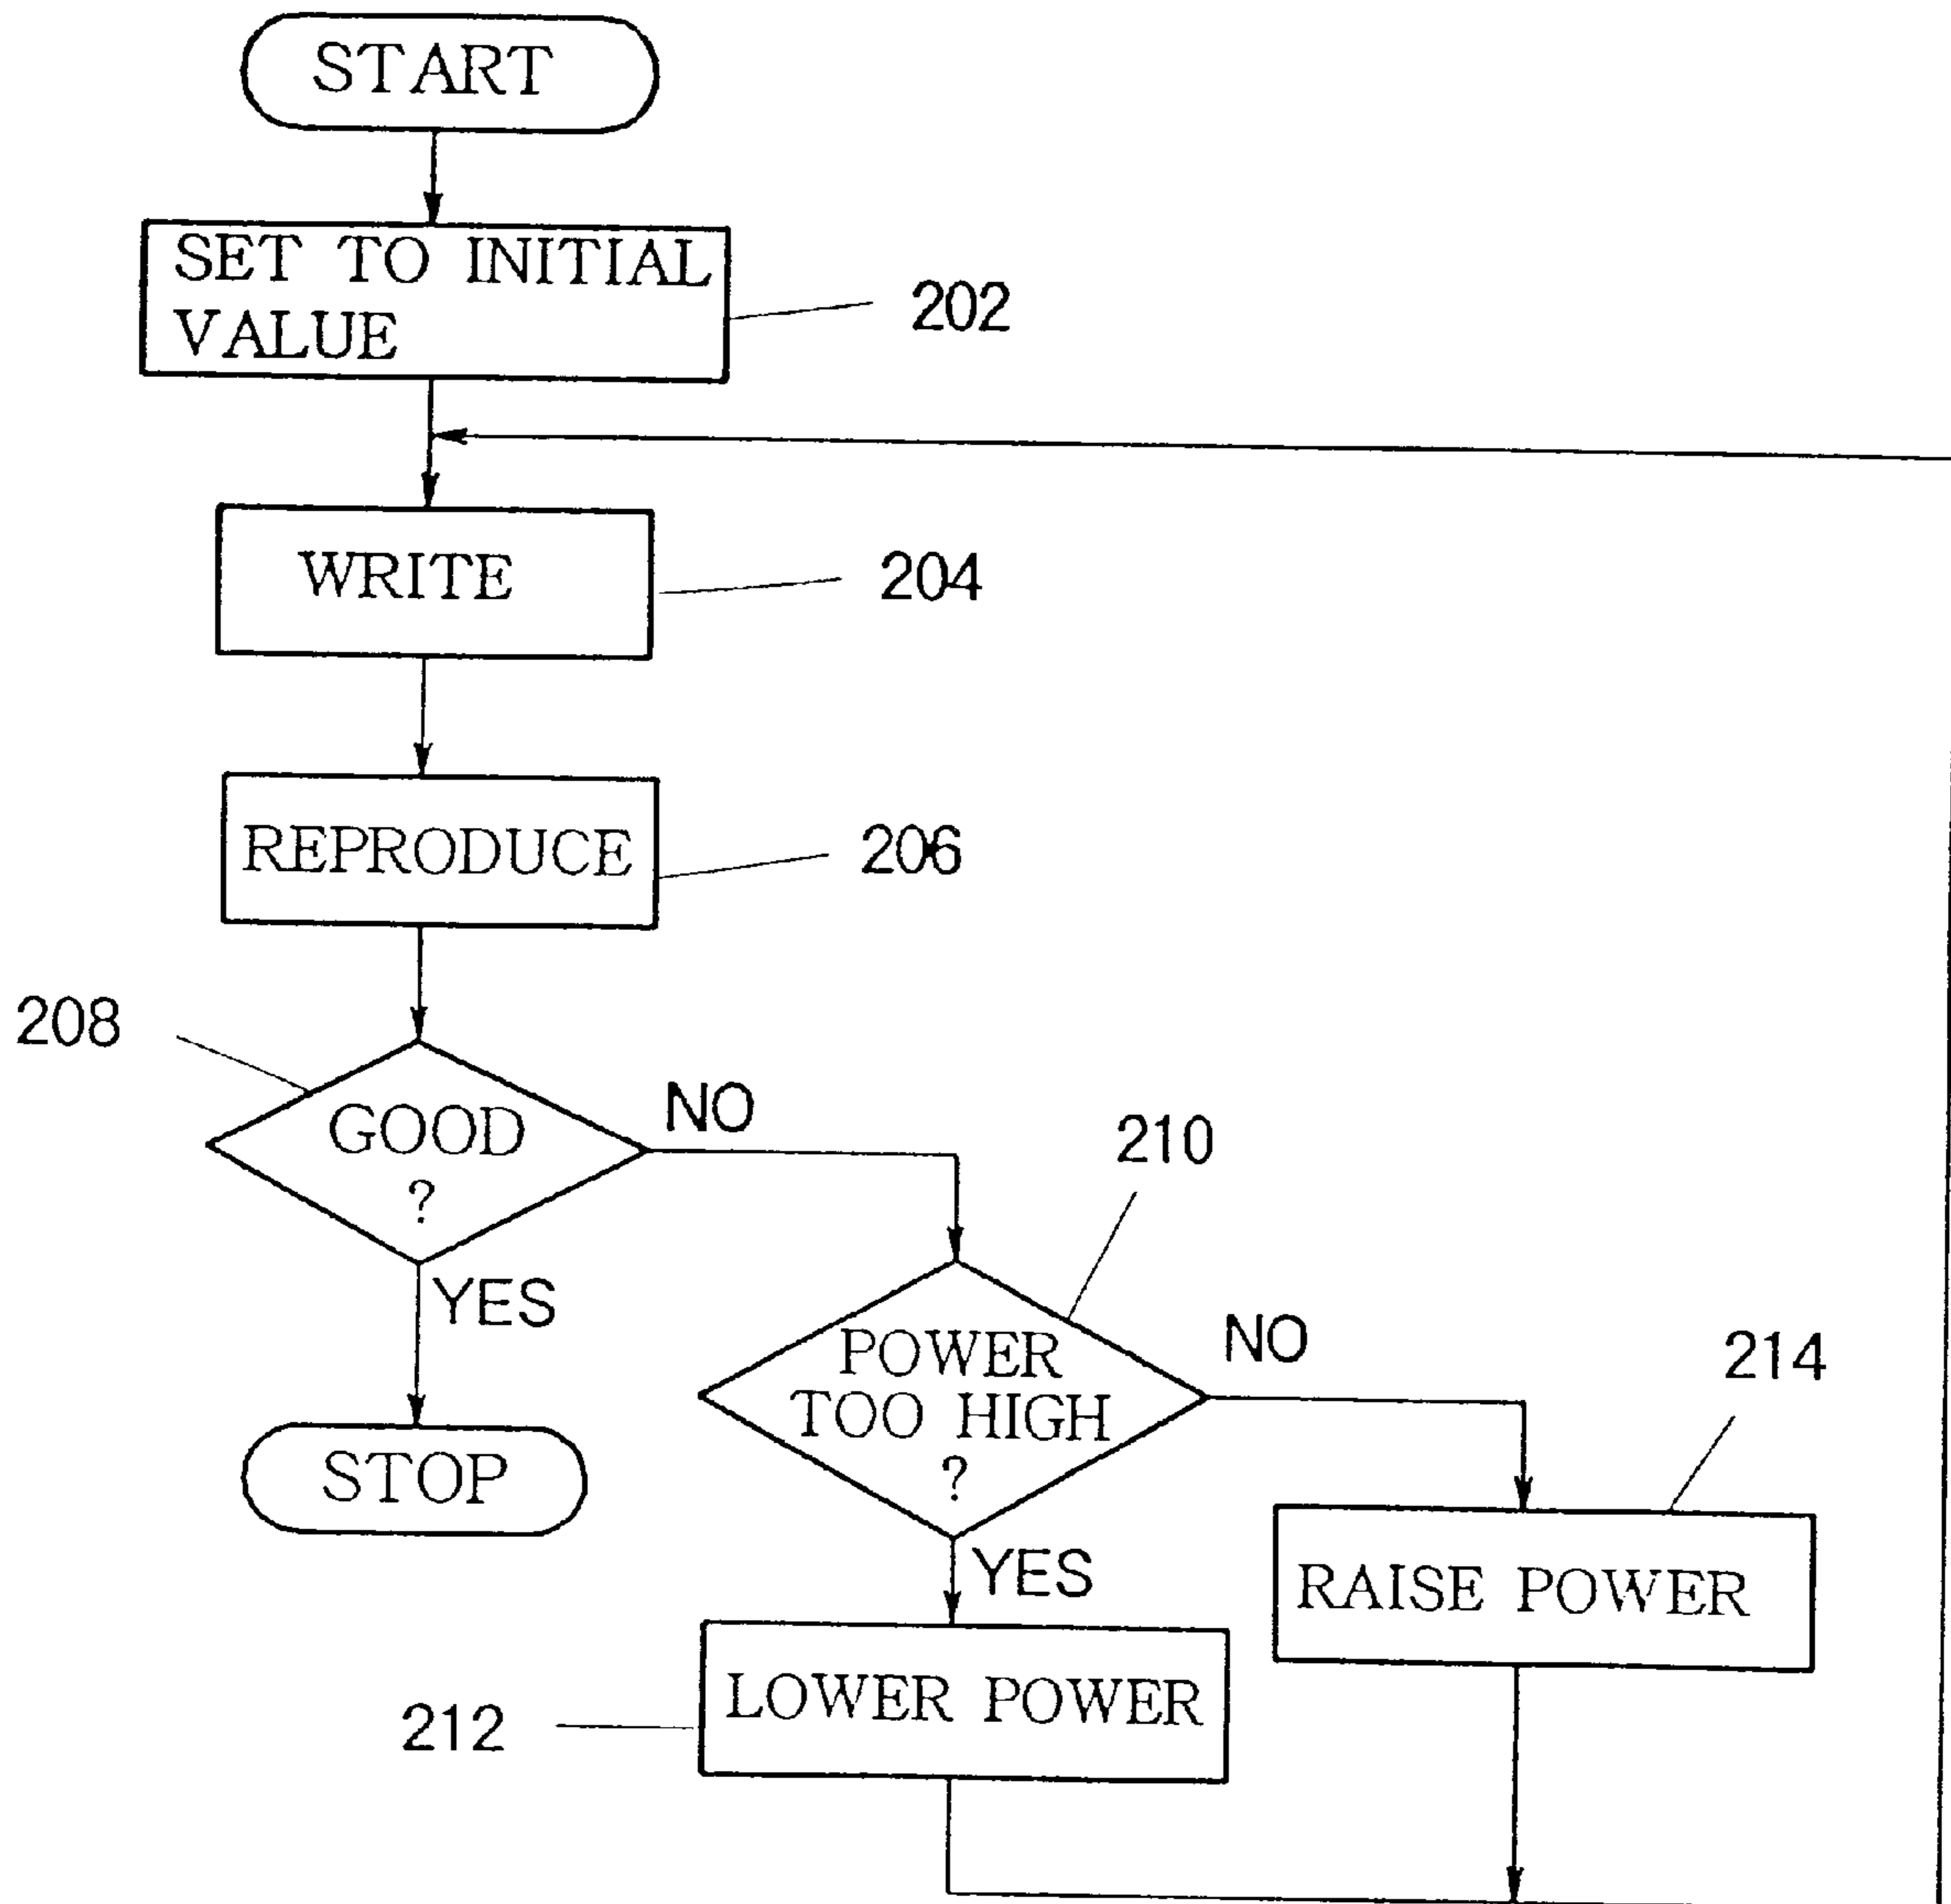 START
SET TO INITIAL
VALUE
202
WRITE
204
REPRODUCE
206
208
GOOD
?
NO
YES
STOP
210
POWER
TOO HIGH
?
NO
YES
214
RAISE POWER
LOWER POWER
212